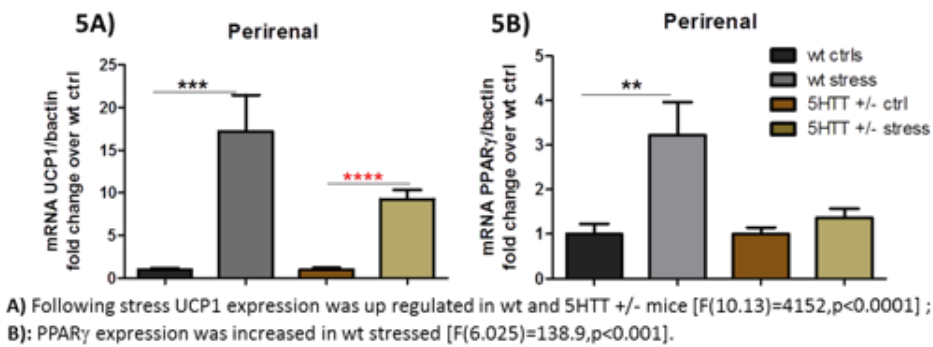 5A)
Perirenal
mRNA UCP1/bactin
fold change over wt ctrl
25
20
15
10
5
0
***
****
5B)
Perirenal
mRNA PPARγ/bactin
fold change over wt ctrl
5
4
3
2
1
0
**
wt ctrls
wt stress
5HTT +/- ctrl
5HTT +/- stress
A) Following stress UCP1 expression was up regulated in wt and 5HTT +/- mice [F(10.13)=4152,p<0.0001] ;
B): PPARγ expression was increased in wt stressed [F(6.025)=138.9,p<0.001].